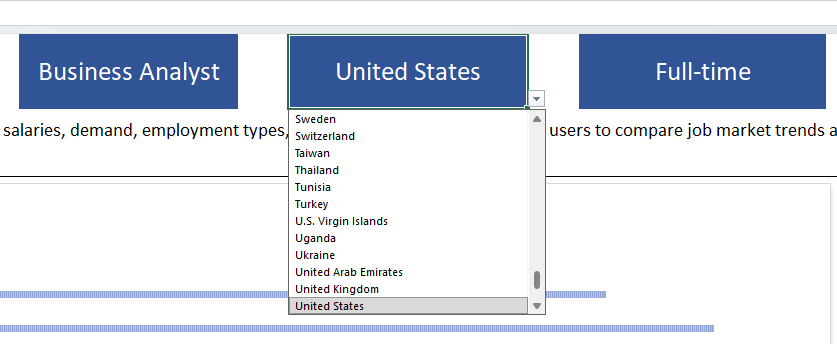 Business Analyst
United States
Full-time
salaries, demand, employment types,
users to compare job market trends a
Sweden
Switzerland
Taiwan
Thailand
Tunisia
Turkey
U.S. Virgin Islands
Uganda
Ukraine
United Arab Emirates
United Kingdom
United States